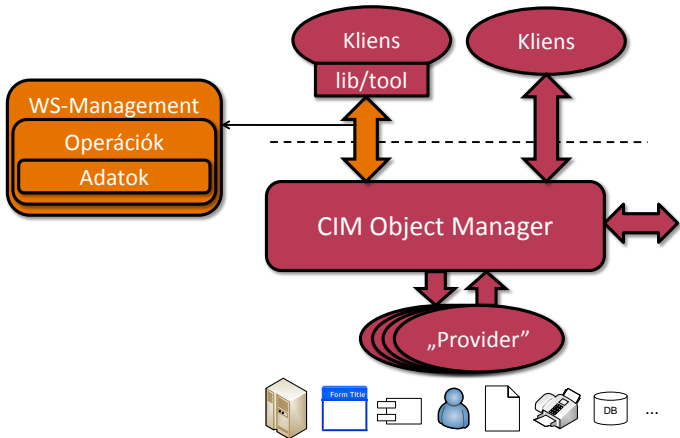 Kliens
lib/tool
Kliens
WS-Management
Operációk
Adatok
CIM Object Manager
„Provider”
Form Title
DB
...